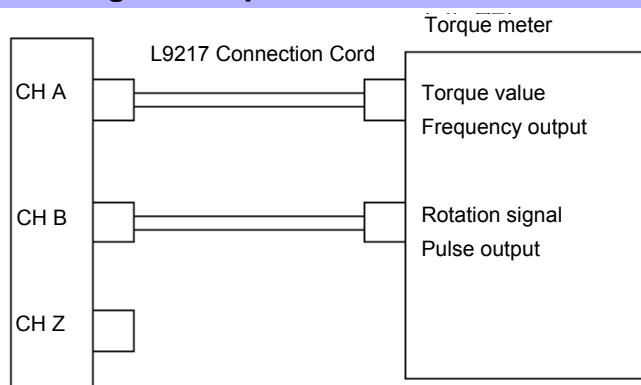 Torque meter
L9217 Connection Cord
CH A
Torque value
Frequency output
CH B
Rotation signal
Pulse output
CH Z